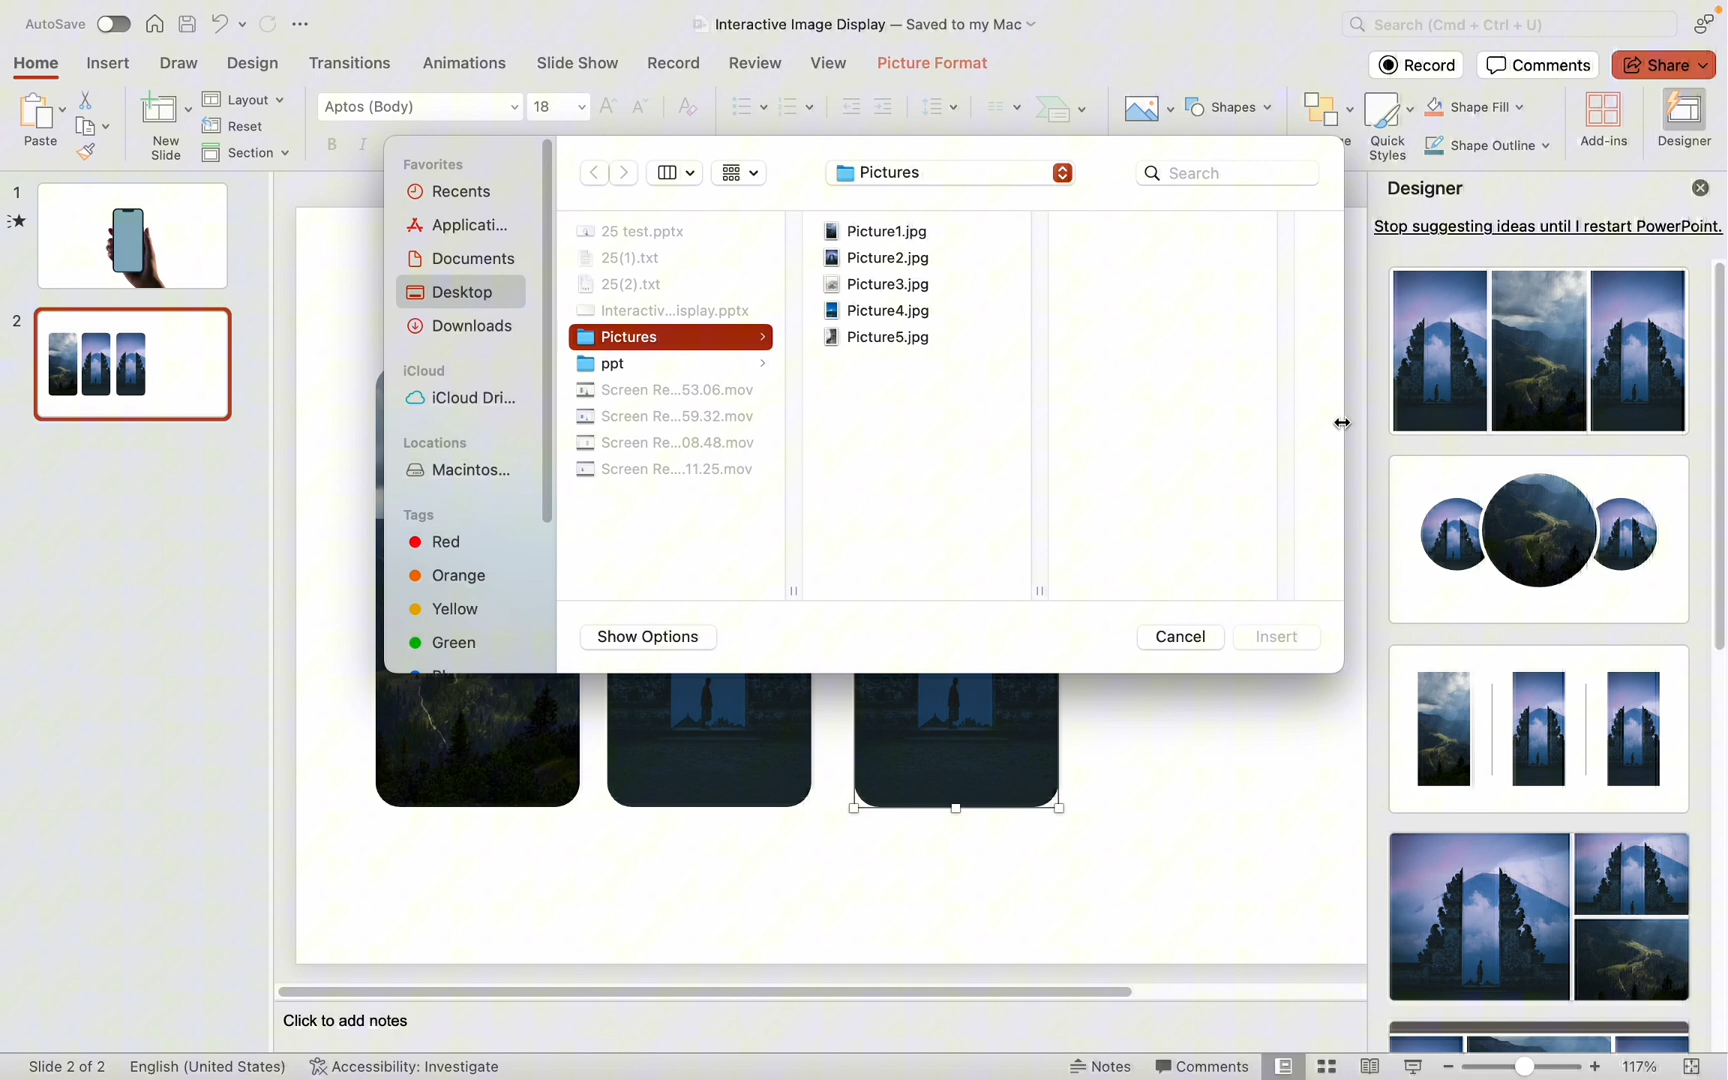 AutoSave
Interactive Image Display — Saved to my Mac
Search (Cmd + Ctrl + U)
Home Insert Draw Design Transitions Animations Slide Show Record Review View Picture Format
Record Comments Share
Paste
New Slide
Layout
Reset
Section
Aptos (Body) 18
B I
Shapes
Quick Styles
Shape Fill
Shape Outline
Add-ins
Designer
1
2
Favorites
Recents
Applicati...
Documents
Desktop
Downloads
iCloud
iCloud Dri...
Locations
Macintos...
Tags
Red
Orange
Yellow
Green
Pictures
Search
25 test.pptx
25(1).txt
25(2).txt
Interactiv...isplay.pptx
Pictures
ppt
Screen Re...53.06.mov
Screen Re...59.32.mov
Screen Re...08.48.mov
Screen Re....11.25.mov
Picture1.jpg
Picture2.jpg
Picture3.jpg
Picture4.jpg
Picture5.jpg
Show Options
Cancel
Insert
Designer
Stop suggesting ideas until I restart PowerPoint.
Click to add notes
Slide 2 of 2 English (United States) Accessibility: Investigate Notes Comments 117%